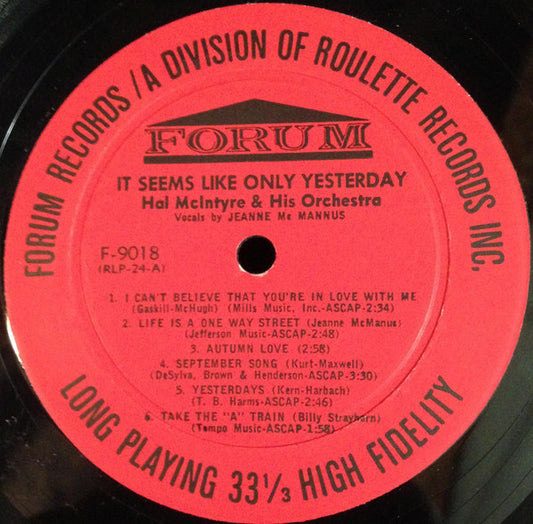 FORUM RECORDS / A DIVISION OF ROULETTE RECORDS INC.
FORUM
IT SEEMS LIKE ONLY YESTERDAY
Hal McIntyre & His Orchestra
Vocals by JEANNE Mc MANNUS
F-9018
(RLP-24-A)
1. I CAN'T BELIEVE THAT YOU'RE IN LOVE WITH ME
(Gaskill-McHugh) (Mills Music, Inc.-ASCAP-2:34)
2. LIFE IS A ONE WAY STREET (Jeanne McManus)
(Jefferson Music-ASCAP-2:48)
3. AUTUMN LOVE (2:58)
4. SEPTEMBER SONG (Kurt-Maxwell)
(DeSylva, Brown & Henderson-ASCAP-3:30)
5. YESTERDAYS (Kern-Harbach)
(T. B. Harms-ASCAP-2:46)
6. TAKE THE "A" TRAIN (Billy Strayhorn)
(Tempo Music-ASCAP-1:58)
LONG PLAYING 33 1/3 HIGH FIDELITY